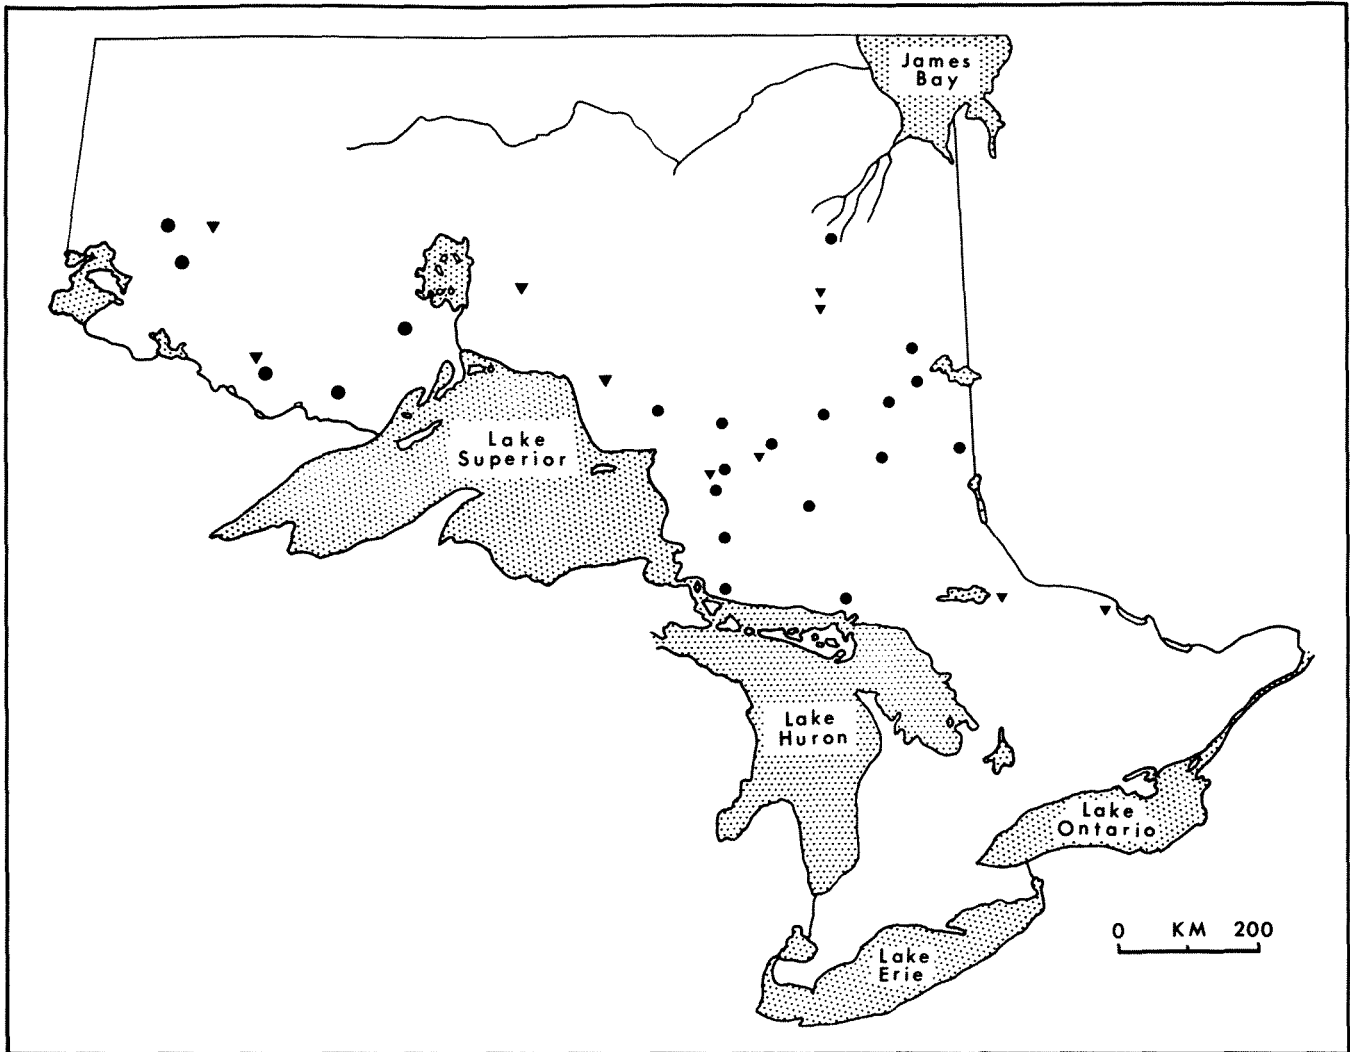 James
Bay
Lake
Superior
Lake
Huron
Lake
Ontario
0 KM 200
Lake
Erie